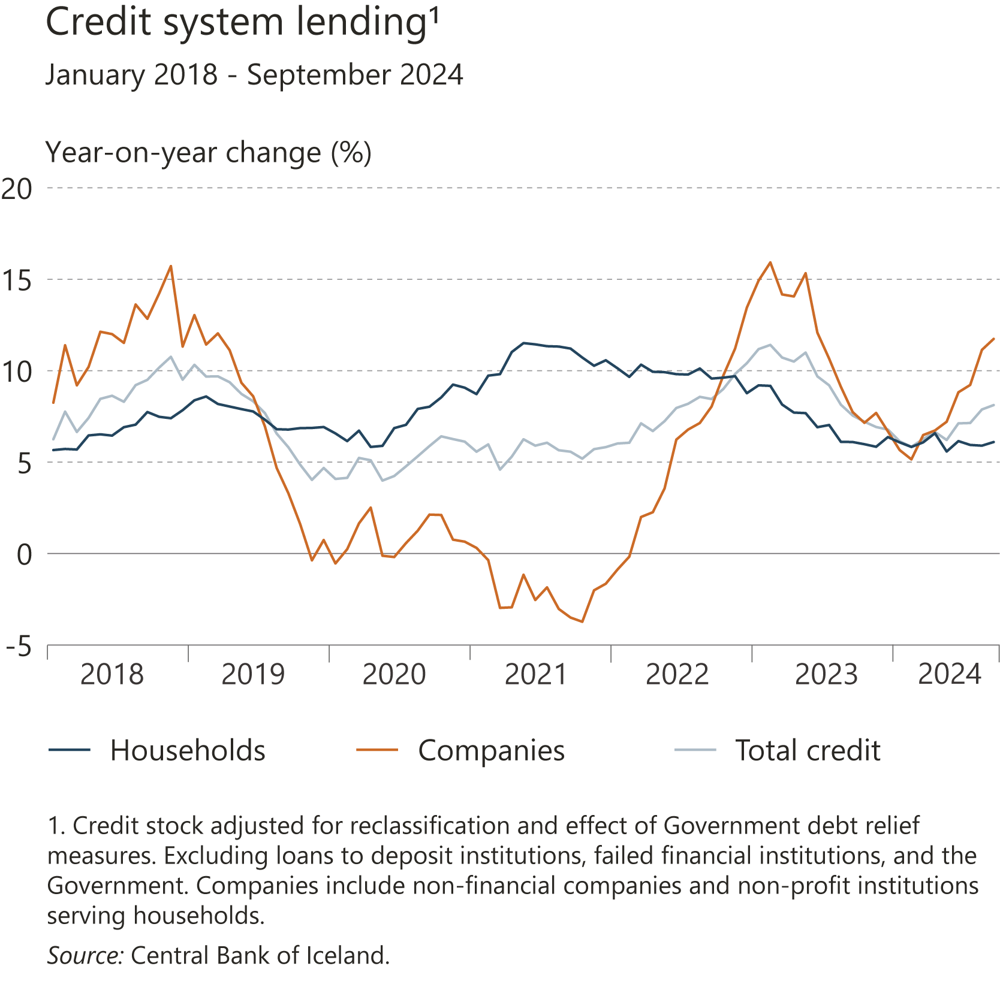 Credit system lending¹
January 2018 - September 2024
Year-on-year change (%)
20
15
10
5
0
-5
2018 2019 2020 2021 2022 2023 2024
Households Companies Total credit
1. Credit stock adjusted for reclassification and effect of Government debt relief
measures. Excluding loans to deposit institutions, failed financial institutions, and the
Government. Companies include non-financial companies and non-profit institutions
serving households.
Source: Central Bank of Iceland.